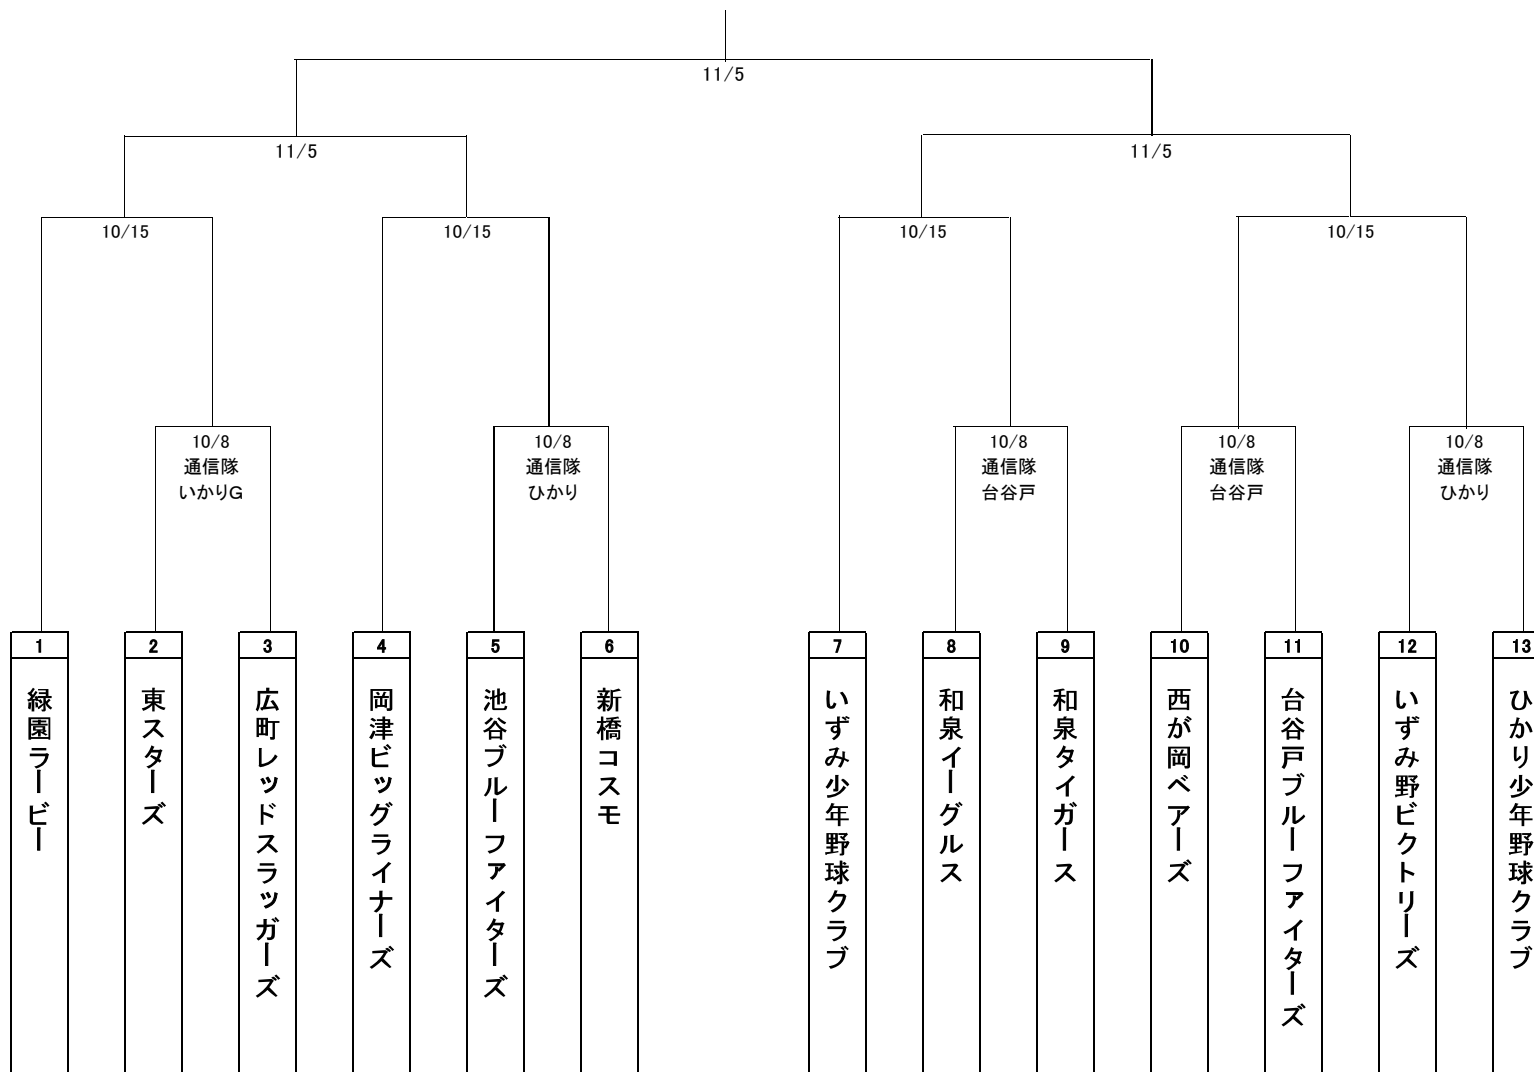 11/5
11/5
11/5
10/15
10/15
10/15
10/15
10/8
通信隊
いかりG
10/8
通信隊
ひかり
10/8
通信隊
台谷戸
10/8
通信隊
台谷戸
10/8
通信隊
ひかり
1
緑園ラービー
2
東スターズ
3
広町レッドスラッガーズ
4
岡津ビッグライナーズ
5
池谷ブルーファイターズ
6
新橋コスモ
7
いずみ少年野球クラブ
8
和泉イーグルス
9
和泉タイガース
10
西が岡ベアーズ
11
台谷戸ブルーファイターズ
12
いずみ野ビクトリーズ
13
ひかり少年野球クラブ